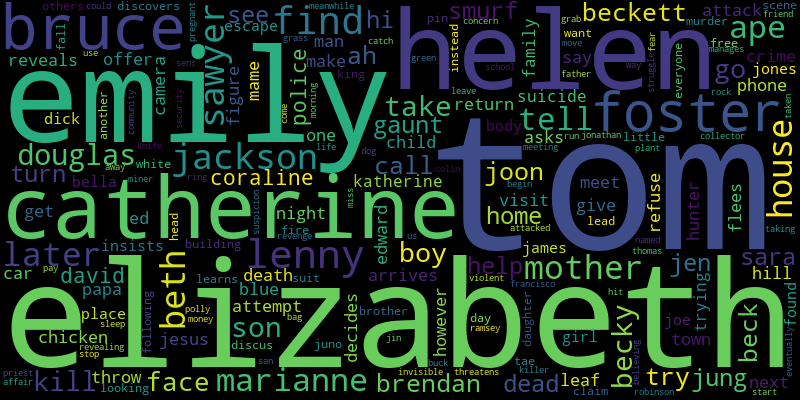 others could discovers bruce sawyer see hi smurf beckett attack scene friend
meanwhile pin concern grab
fall escape find ape
reveals offer man say want free murder everyone
make ah crime
use grass catch family jones
emily helen tom
camera figure mame police king instead go phone
green move fear father way
dick another community sent security come morning
take return tell suicide foster school struggle rock taken
douglas jackson gaunt one body asks run jonathan little collector
away white knife life child call dog colin meeting plant
turn bella coraline katherine joon begin meet refuse hunter flees house
miner ring miss visit give
catherine night home us attacked lead taking
get ed head suspicion fire revenge edward james named thomas
later insists building boy help mother jen sara hill
car david lenny death arrives violent
papa beth learns suit blue brother francisco trying found
elizabeth
place pay sleep polly money attempt decides however day hit joe town eventually
chicken following son bag jin ramsey daughter girl becky beck
revealing stop jesus discus juno tae killer believing
priest affair looking kill throw face marianne san brendan invisible threatens buck dead claim leaf try robinson jung next start pregnant